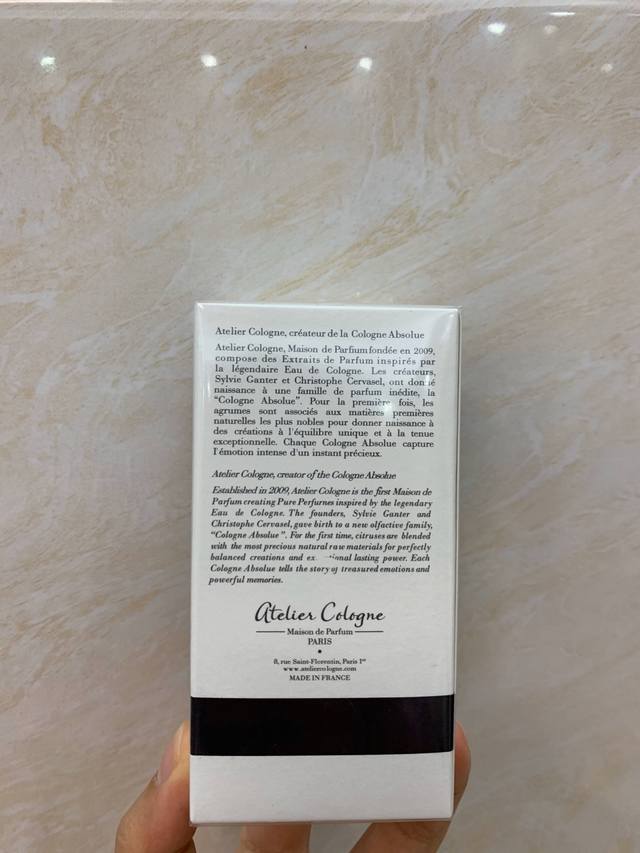 Atelier Cologne, créateur de la Cologne Absolue
Atelier Cologne, Maison de Parfum fondée en 2009,
compose des Extraits de Parfum inspirés par
la légendaire Eau de Cologne. Les créateurs,
Sylvie Ganter et Christophe Cervasel, ont donné
naissance à une famille de parfum inédite, la
“Cologne Absolue”. Pour la première fois, les
agrumes sont associés aux matières premières
naturelles les plus nobles pour donner naissance à
des créations à l'équilibre unique et à la tenue
exceptionnelle. Chaque Cologne Absolue capture
l'émotion intense d'un instant précieux.
Atelier Cologne, creator of the Cologne Absolue
Established in 2009, Atelier Cologne is the first Maison de
Parfum creating Pure Perfumes inspired by the legendary
Eau de Cologne. The founders, Sylvie Ganter and
Christophe Cervasel, gave birth to a new olfactive family,
“Cologne Absolue”. For the first time, citruses are blended
with the most precious natural raw materials for perfectly
balanced creations and lasting power. Each
Cologne Absolue tells the story of treasured emotions and
powerful memories.
Atelier Cologne
Maison de Parfum
PARIS
8, rue Saint-Florentin, Paris 1er
www.ateliercologne.com
MADE IN FRANCE